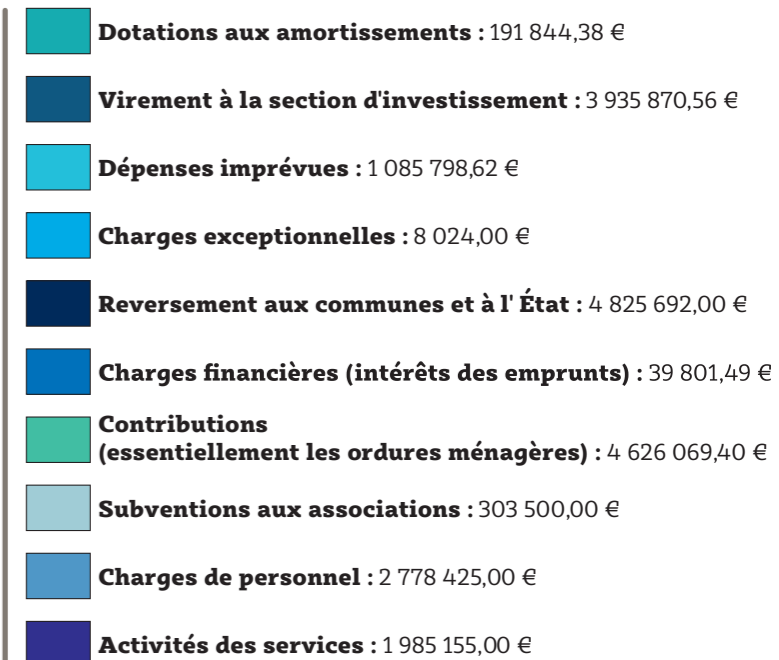 Dotations aux amortissements : 191 844,38 €
Virement à la section d'investissement : 3 935 870,56 €
Dépenses imprévues : 1 085 798,62 €
Charges exceptionnelles : 8 024,00 €
Reversement aux communes et à l' État : 4 825 692,00 €
Charges financières (intérêts des emprunts) : 39 801,49 €
Contributions
(essentiellement les ordures ménagères) : 4 626 069,40 €
Subventions aux associations : 303 500,00 €
Charges de personnel : 2 778 425,00 €
Activités des services : 1 985 155,00 €